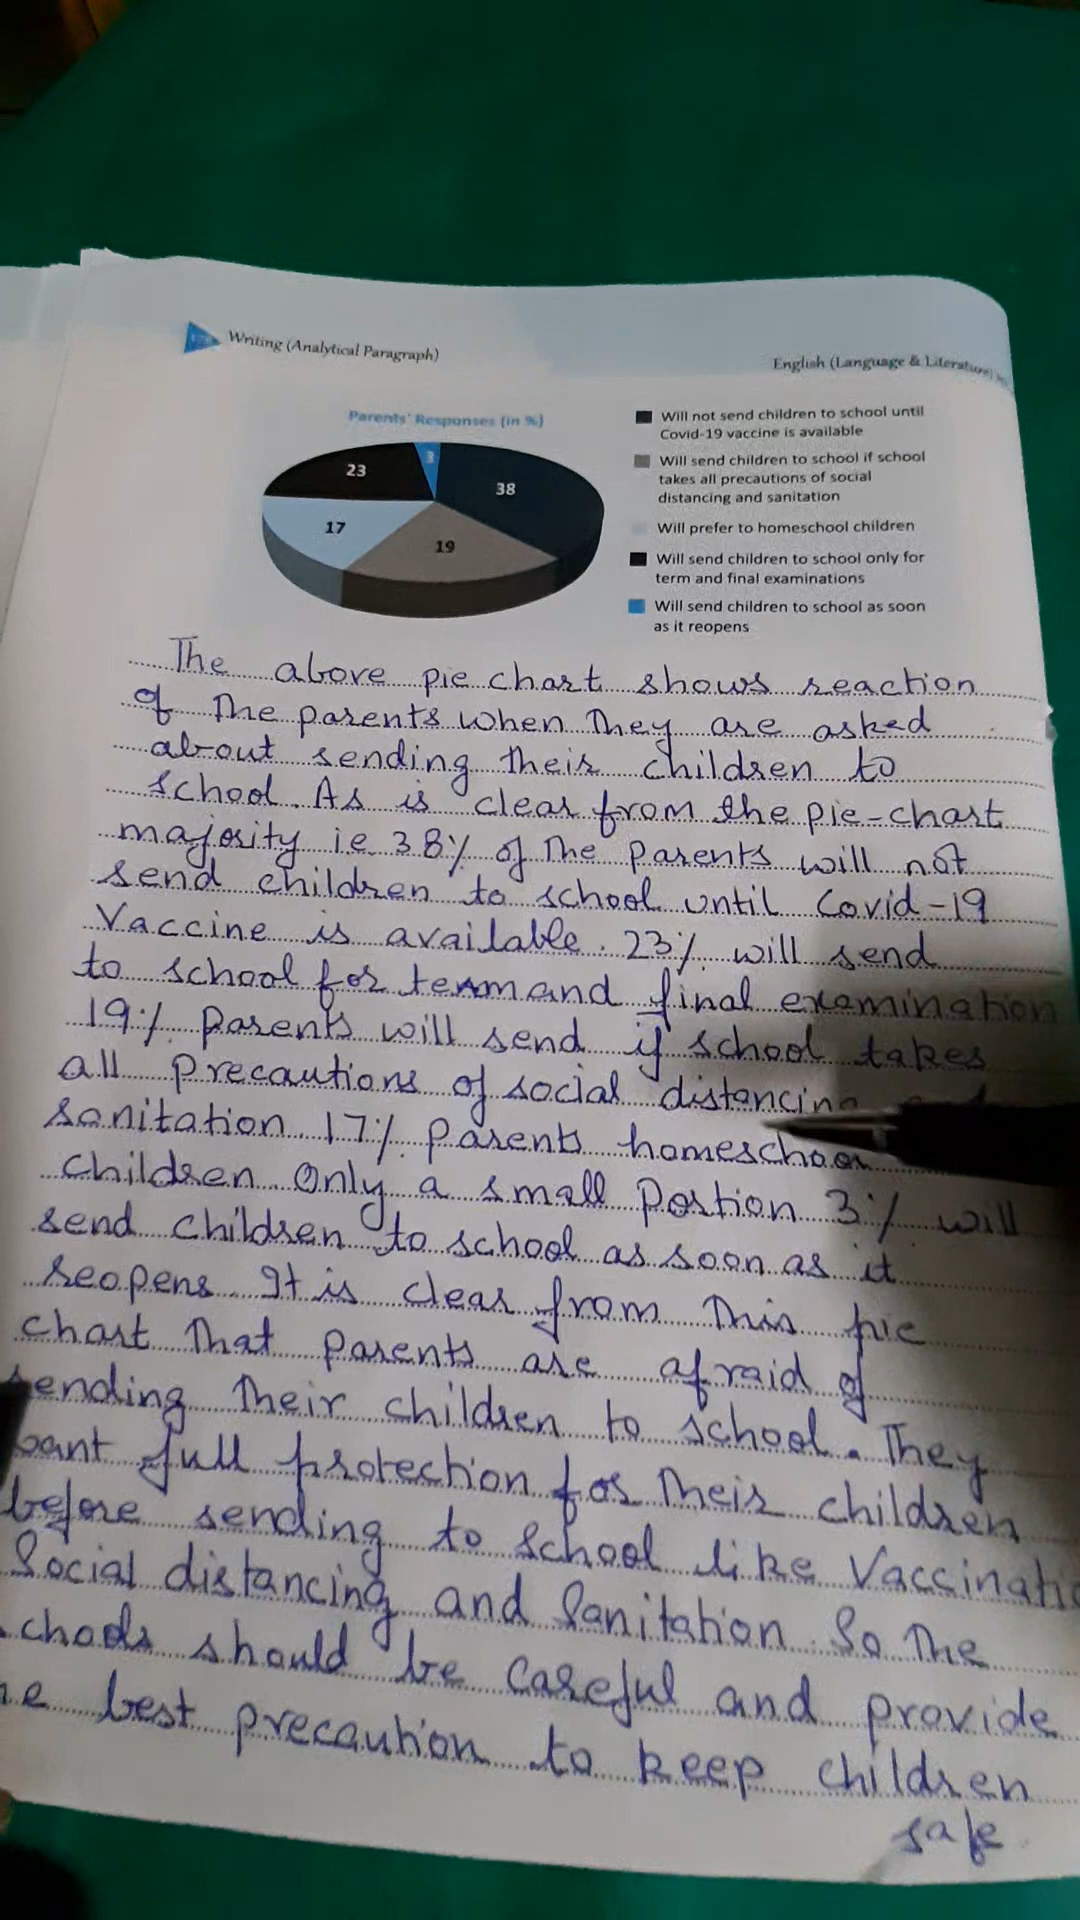 Writing (Analytical Paragraph)
English (Language & Literature)
Parents' Responses (in %)
3
23
38
17
19
Will not send children to school until
Covid-19 vaccine is available
Will send children to school if school
takes all precautions of social
distancing and sanitation
Will prefer to homeschool children
Will send children to school only for
term and final examinations
Will send children to school as soon
as it reopens
The above pie chart shows reaction
of the parents when they are asked
about sending their children to
school. As is clear from the pie-chart
majority ie 38% of the parents will not
send children to school until Covid-19
Vaccine is available. 23% will send
to school for term and final examination
19% parents will send if school takes
all precautions of social distancing
sanitation. 17% parents
children. Only a small portion 3% will
send children to school as soon as it
reopens. It is clear from this pie
chart that parents are afraid of
sending their children to school. They
want full protection for their children
before sending to school like
Social distancing and Sanitation. So the
should be careful and provide
best precaution to keep children
safe.